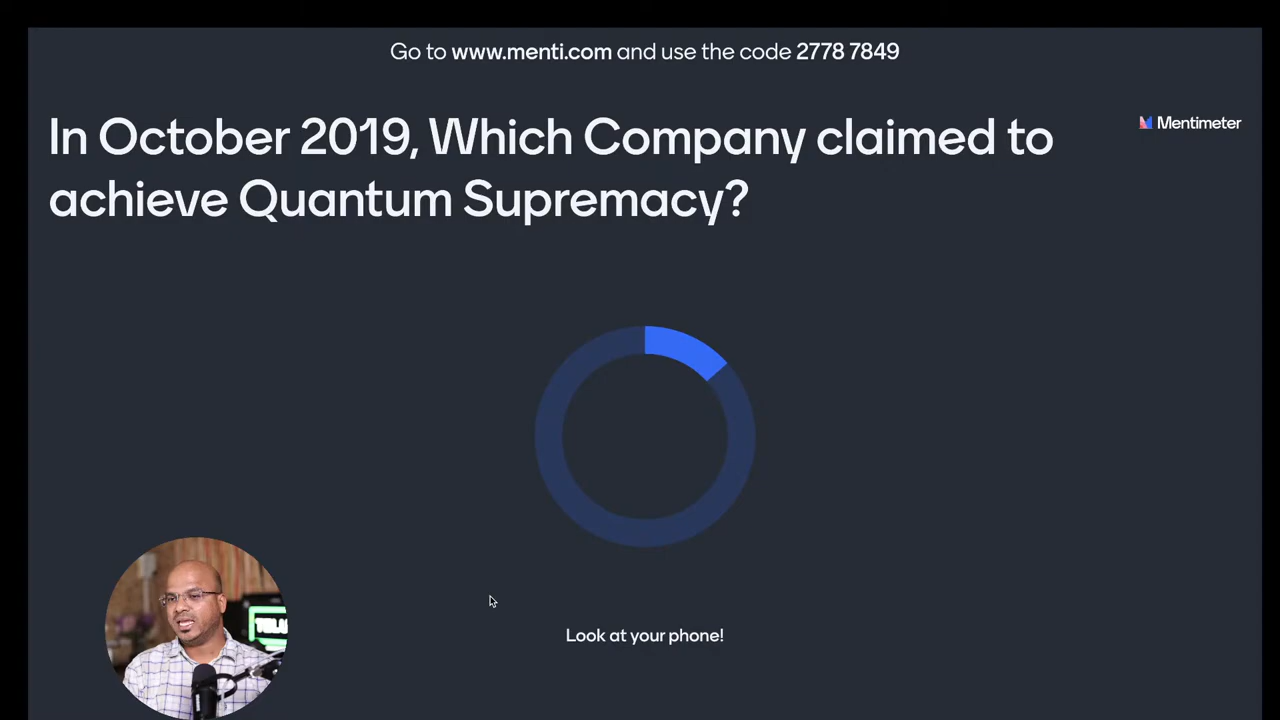 Go to www.menti.com and use the code 2778 7849
In October 2019, Which Company claimed to
achieve Quantum Supremacy?
Mentimeter
Look at your phone!